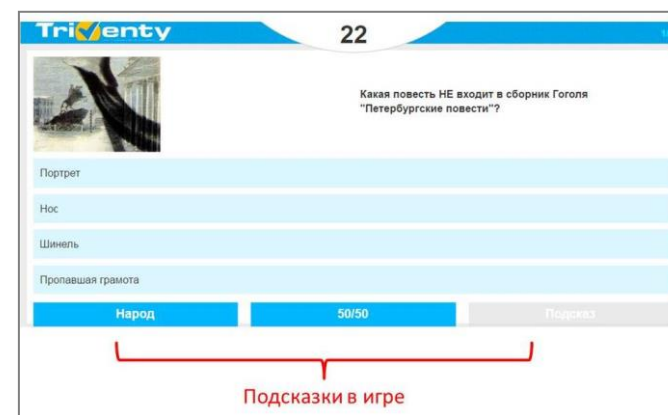 Triventy
22
Какая повесть НЕ входит в сборник Гоголя
"Петербургские повести"?
Портрет
Нос
Шинель
Пропавшая грамота
Народ 50/50 Подсказ
Подсказки в игре